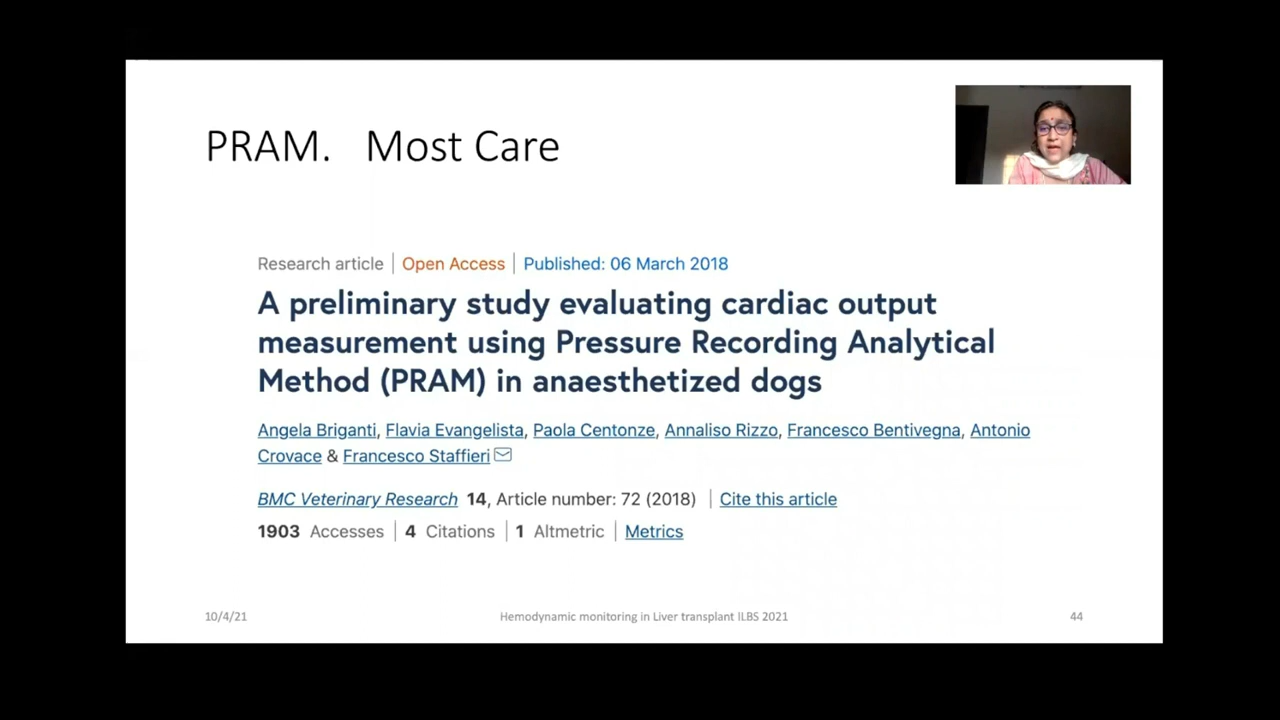 PRAM. Most Care
Research article | Open Access | Published: 06 March 2018
A preliminary study evaluating cardiac output
measurement using Pressure Recording Analytical
Method (PRAM) in anaesthetized dogs
Angela Briganti, Flavia Evangelista, Paola Centonze, Annaliso Rizzo, Francesco Bentivegna, Antonio
Crovace & Francesco Staffieri
BMC Veterinary Research 14, Article number: 72 (2018) | Cite this article
1903 Accesses | 4 Citations | 1 Altmetric | Metrics
10/4/21 Hemodynamic monitoring in Liver transplant ILBS 2021 44